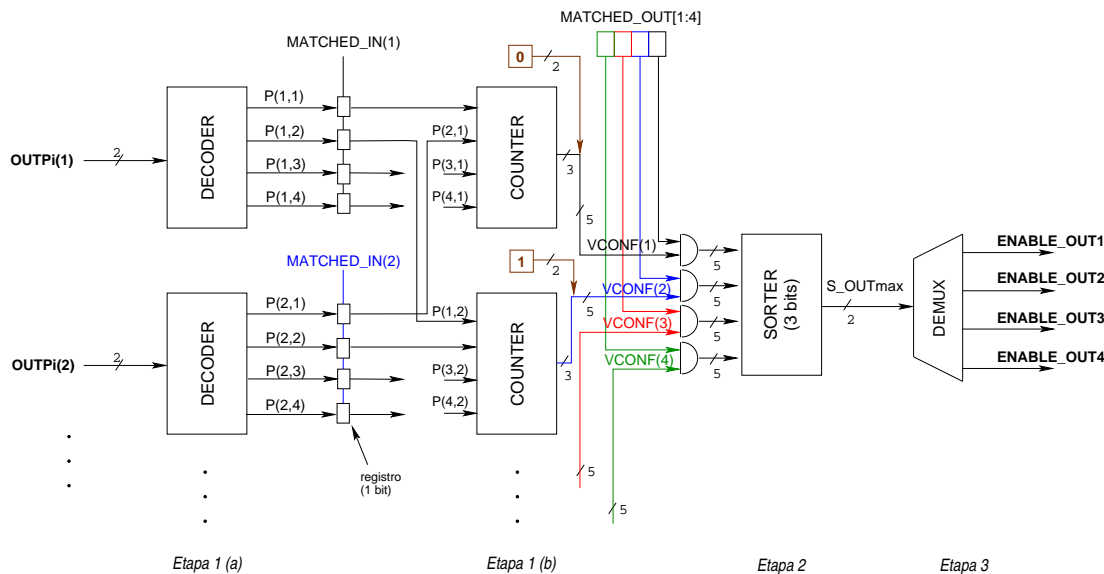 MATCHED_OUT[1:4]
MATCHED_IN(1)
0
2
OUTPi(1)
2
DECODER
P(1,1)
P(1,2)
P(1,3)
P(1,4)
P(2,1)
P(3,1)
P(4,1)
COUNTER
3
5
VCONF(1)
MATCHED_IN(2)
1
2
OUTPi(2)
2
DECODER
P(2,1)
P(2,2)
P(2,3)
P(2,4)
P(1,2)
P(3,2)
P(4,2)
COUNTER
3
5
VCONF(2)
VCONF(3)
VCONF(4)
5
5
5
5
5
5
SORTER
(3 bits)
S_OUTmax
2
DEMUX
ENABLE_OUT1
ENABLE_OUT2
ENABLE_OUT3
ENABLE_OUT4
registro
(1 bit)
Etapa 1 (a)
Etapa 1 (b)
Etapa 2
Etapa 3